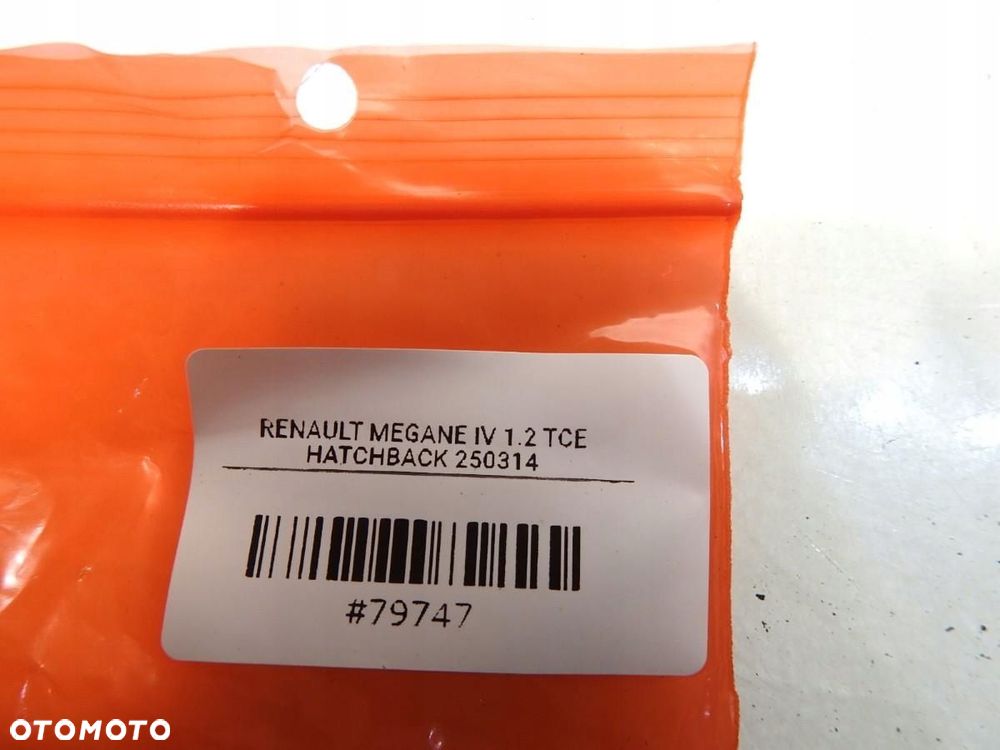 RENAULT MEGANE IV 1.2 TCE
HATCHBACK 250314
#79747
OTOMOTO